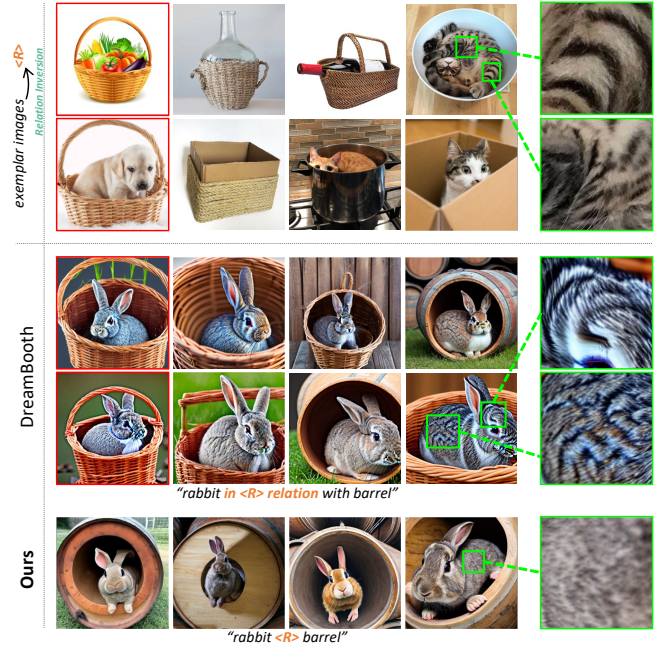 exemplar images
<R>
Relation Inversion
DreamBooth
"rabbit in <R> relation with barrel"
Ours
"rabbit <R> barrel"